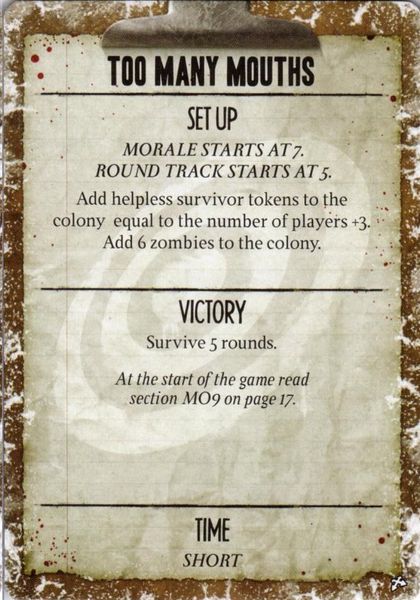 TOO MANY MOUTHS
SET UP
MORALE STARTS AT 7.
ROUND TRACK STARTS AT 5.
Add helpless survivor tokens to the
colony equal to the number of players +3.
Add 6 zombies to the colony.
VICTORY
Survive 5 rounds.
At the start of the game read
section MO9 on page 17.
TIME
SHORT